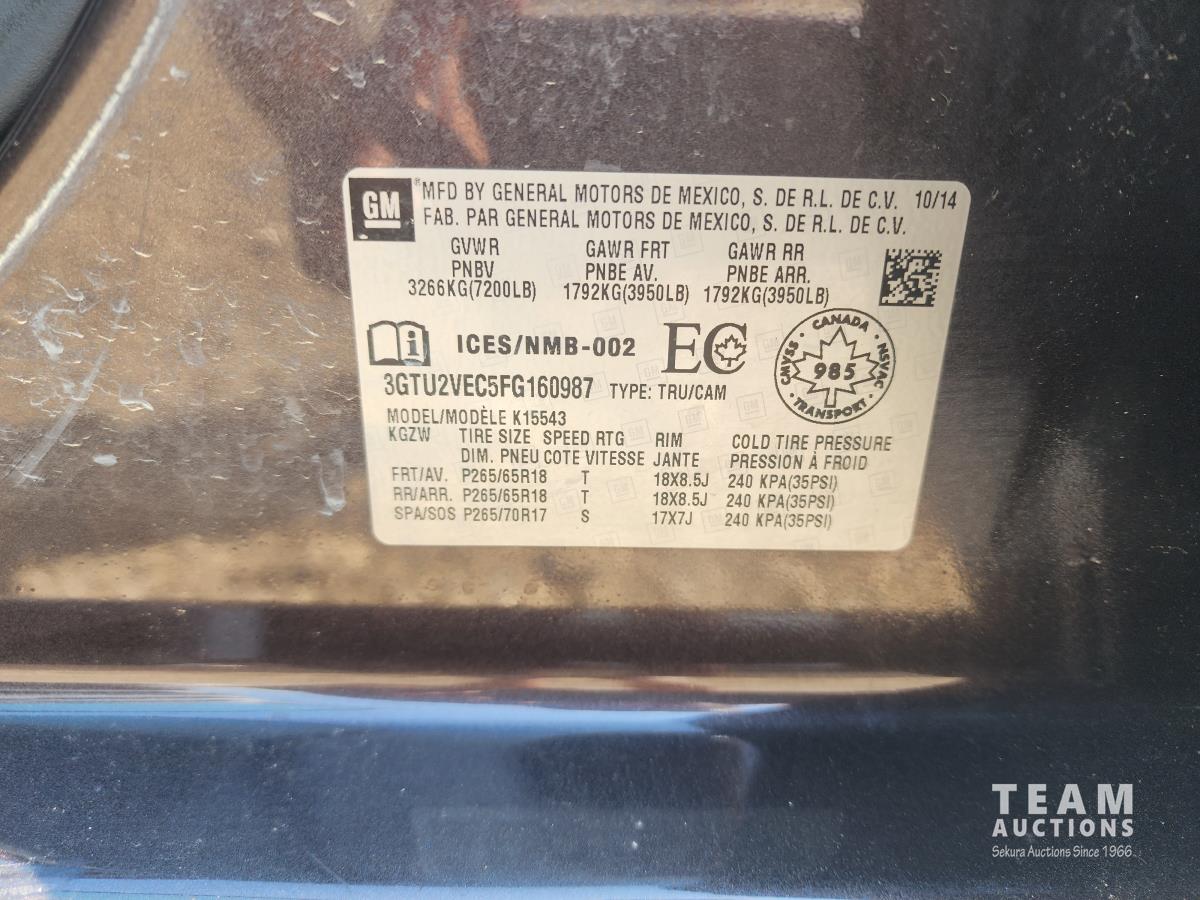 GM ® MFD BY GENERAL MOTORS DE MEXICO, S. DE R.L. DE C.V. 10/14
FAB. PAR GENERAL MOTORS DE MEXICO, S. DE R.L. DE C.V.
GVWR GAWR FRT GAWR RR
PNBV PNBE AV. PNBE ARR.
3266KG(7200LB) 1792KG(3950LB) 1792KG(3950LB)
ICES/NMB-002 EC
CANADA
CMVSS 985 NSVAC
TRANSPORT
3GTU2VEC5FG160987 TYPE: TRU/CAM
MODEL/MODÈLE K15543
KGZW TIRE SIZE SPEED RTG RIM COLD TIRE PRESSURE
DIM. PNEU COTE VITESSE JANTE PRESSION À FROID
FRT/AV. P265/65R18 T 18X8.5J 240 KPA(35PSI)
RR/ARR. P265/65R18 T 18X8.5J 240 KPA(35PSI)
SPA/SOS P265/70R17 S 17X7J 240 KPA(35PSI)
TEAM
AUCTIONS
Sekura Auctions Since 1966